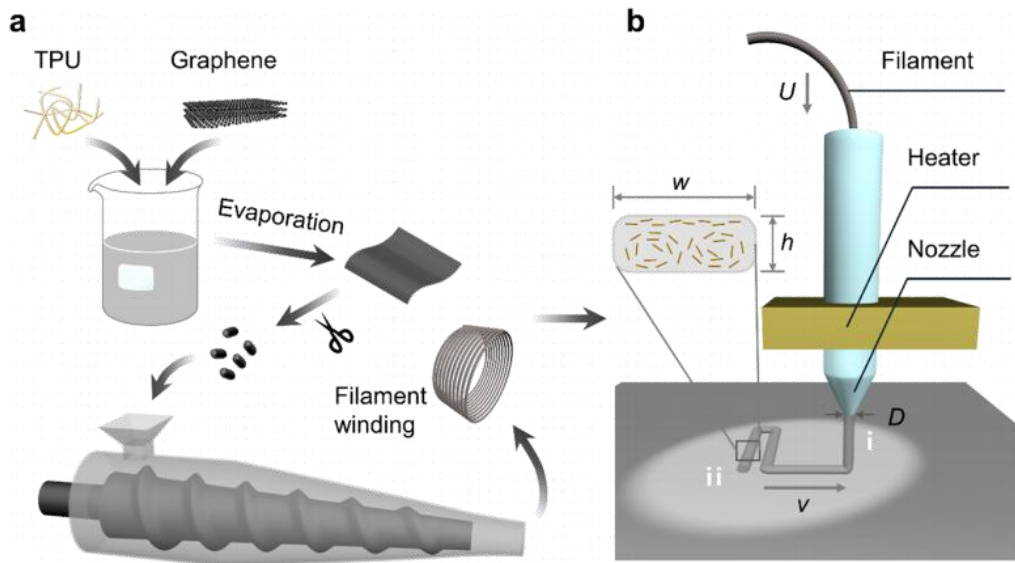 a
TPU
Graphene
Evaporation
Filament
winding
b
Filament
U
Heater
w
h
Nozzle
D
i
ii
v